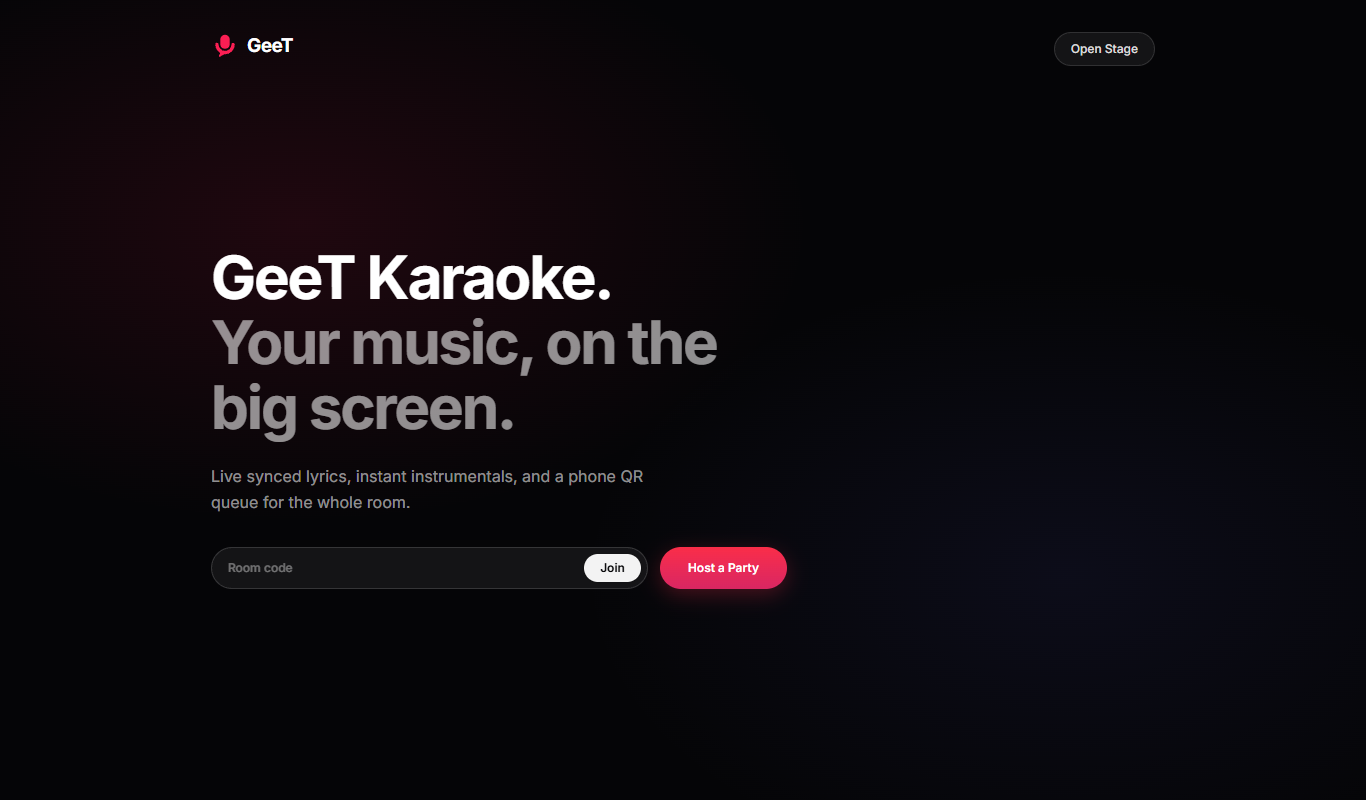 GeeT
Open Stage
GeeT Karaoke.
Your music, on the
big screen.
Live synced lyrics, instant instrumentals, and a phone QR
queue for the whole room.
Room code
Join
Host a Party